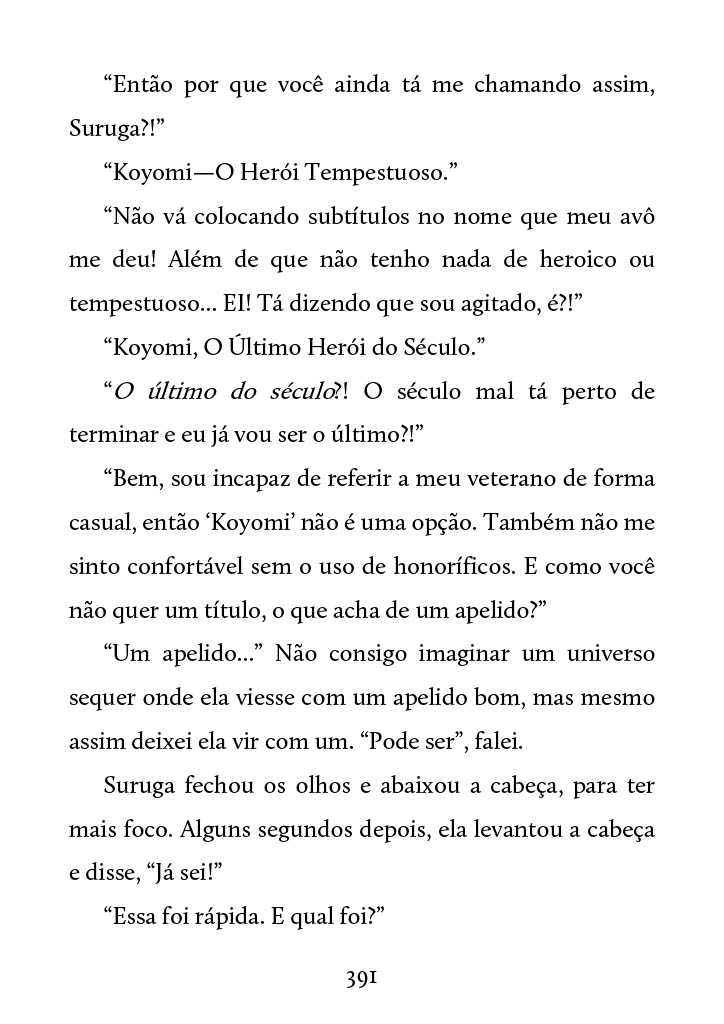 “Então por que você ainda tá me chamando assim,
Suruga?!”
“Koyomi—O Herói Tempestuoso.”
“Não vá colocando subtítulos no nome que meu avô
me deu! Além de que não tenho nada de heroico ou
tempestuoso... EI! Tá dizendo que sou agitado, é?!”
“Koyomi, O Último Herói do Século.”
“O último do século?! O século mal tá perto de
terminar e eu já vou ser o último?!”
“Bem, sou incapaz de referir a meu veterano de forma
casual, então ‘Koyomi’ não é uma opção. Também não me
sinto confortável sem o uso de honoríficos. E como você
não quer um título, o que acha de um apelido?”
“Um apelido...” Não consigo imaginar um universo
sequer onde ela viesse com um apelido bom, mas mesmo
assim deixei ela vir com um. “Pode ser”, falei.
Suruga fechou os olhos e abaixou a cabeça, para ter
mais foco. Alguns segundos depois, ela levantou a cabeça
e disse, “Já sei!”
“Essa foi rápida. E qual foi?”
391